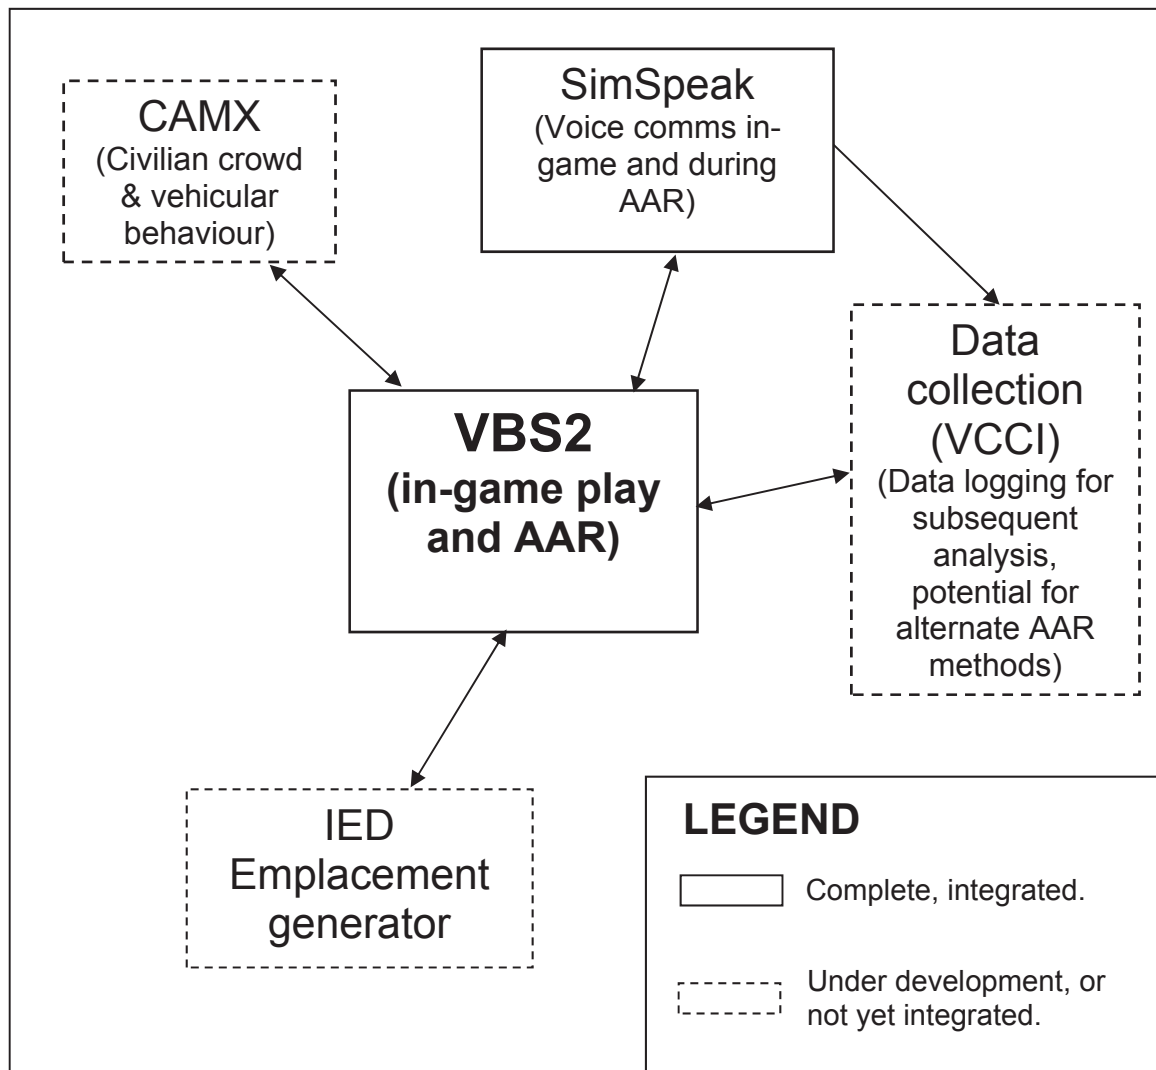 CAMX
(Civilian crowd
& vehicular
behaviour)
SimSpeak
(Voice comms in-
game and during
AAR)
Data
collection
(VCCI)
(Data logging for
subsequent
analysis,
potential for
alternate AAR
methods)
VBS2
(in-game play
and AAR)
IED
Emplacement
generator
LEGEND
Complete, integrated.
Under development, or
not yet integrated.